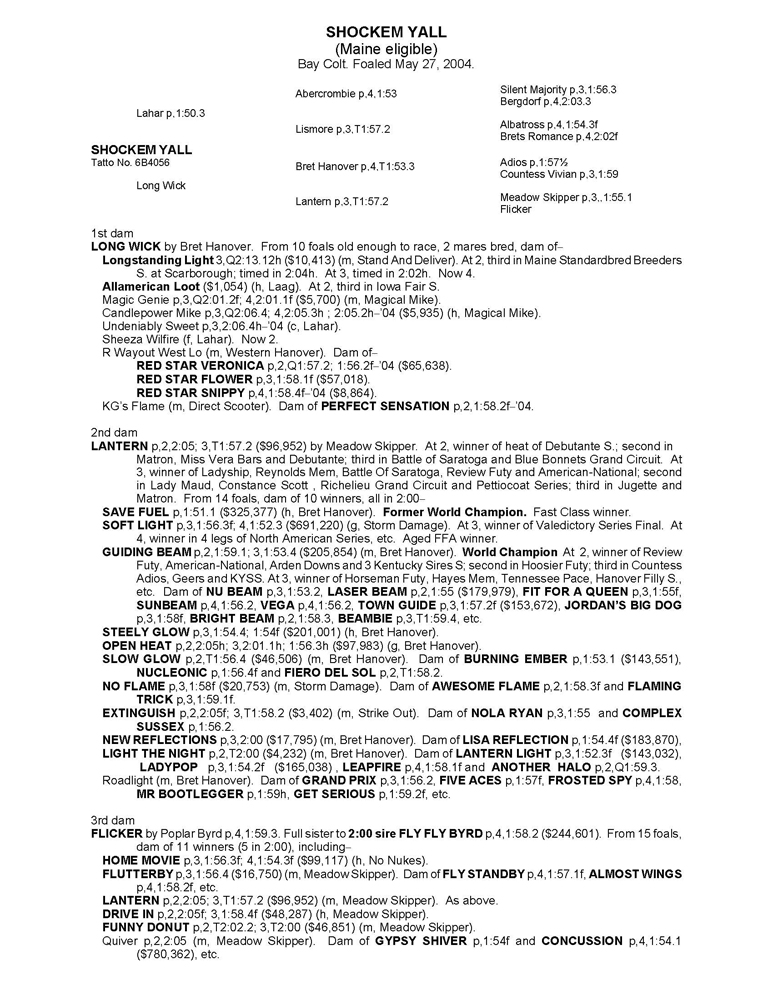 SHOCKEM YALL
(Maine eligible)
Bay Colt. Foaled May 27, 2004.
Silent Majority p,3,1:56.3
Abercrombie p,4,1:53
Bergdorf p,4,2:03.3
Lahar p,1:50.3
Albatross p,4,1:54.3f
Lismore p,3,T1:57.2
Brets Romance p,4,2:02f
SHOCKEM YALL
Tatto No. 6B4056
Adios p,1:57½
Bret Hanover p,4,T1:53.3
Countess Vivian p,3,1:59
Long Wick
Meadow Skipper p,3,.1:55.1
Lantern p,3,T1:57.2
Flicker
1st dam
LONG WICK by Bret Hanover. From 10 foals old enough to race, 2 mares bred, dam of–
Longstanding Light 3,Q2:13.12h ($10,413) (m, Stand And Deliver). At 2, third in Maine Standardbred Breeders
S. at Scarborough; timed in 2:04h. At 3, timed in 2:02h. Now 4.
Allamerican Loot ($1,054) (h, Laag). At 2, third in Iowa Fair S.
Magic Genie p,3,Q2:01.2f; 4,2:01.1f ($5,700) (m, Magical Mike).
Candlepower Mike p,3,Q2:06.4; 4,2:05.3h ; 2:05.2h–'04 ($5,935) (h, Magical Mike).
Undeniably Sweet p,3,2:06.4h–'04 (c, Lahar).
Sheeza Wilfire (f, Lahar). Now 2.
R Wayout West Lo (m, Western Hanover). Dam of–
RED STAR VERONICA p,2,Q1:57.2; 1:56.2f–'04 ($65,638).
RED STAR FLOWER p,3,1:58.1f ($57,018).
RED STAR SNIPPY p,4,1:58.4f–'04 ($8,864).
KG's Flame (m, Direct Scooter). Dam of PERFECT SENSATION p,2,1:58.2f–'04.
2nd dam
LANTERN p,2,2:05; 3,T1:57.2 ($96,952) by Meadow Skipper. At 2, winner of heat of Debutante S.; second in
Matron, Miss Vera Bars and Debutante; third in Battle of Saratoga and Blue Bonnets Grand Circuit. At
3, winner of Ladyship, Reynolds Mem, Battle Of Saratoga, Review Futy and American-National; second
in Lady Maud, Constance Scott , Richelieu Grand Circuit and Pettiocoat Series; third in Jugette and
Matron. From 14 foals, dam of 10 winners, all in 2:00–
SAVE FUEL p,1:51.1 ($325,377) (h, Bret Hanover). Former World Champion. Fast Class winner.
SOFT LIGHT p,3,1:56.3f; 4,1:52.3 ($691,220) (g, Storm Damage). At 3, winner of Valedictory Series Final. At
4, winner in 4 legs of North American Series, etc. Aged FFA winner.
GUIDING BEAM p,2,1:59.1; 3,1:53.4 ($205,854) (m, Bret Hanover). World Champion At 2, winner of Review
Futy, American-National, Arden Downs and 3 Kentucky Sires S; second in Hoosier Futy; third in Countess
Adios, Geers and KYSS. At 3, winner of Horseman Futy, Hayes Mem, Tennessee Pace, Hanover Filly S.,
etc. Dam of NU BEAM p,3,1:53.2, LASER BEAM p,2,1:55 ($179,979), FIT FOR A QUEEN p,3,1:55f,
SUNBEAM p,4,1:56.2, VEGA p,4,1:56.2, TOWN GUIDE p,3,1:57.2f ($153,672), JORDAN'S BIG DOG
p,3,1:58f, BRIGHT BEAM p,2,1:58.3, BEAMBIE p,3,T1:59.4, etc.
STEELY GLOW p,3,1:54.4; 1:54f ($201,001) (h, Bret Hanover).
OPEN HEAT p,2,2:05h; 3,2:01.1h; 1:56.3h ($97,983) (g, Bret Hanover).
SLOW GLOW p,2,T1:56.4 ($46,506) (m, Bret Hanover). Dam of BURNING EMBER p,1:53.1 ($143,551),
NUCLEONIC p,1:56.4f and FIERO DEL SOL p,2,T1:58.2.
NO FLAME p,3,1:58f ($20,753) (m, Storm Damage). Dam of AWESOME FLAME p,2,1:58.3f and FLAMING
TRICK p,3,1:59.1f.
EXTINGUISH p,2,2:05f; 3,T1:58.2 ($3,402) (m, Strike Out). Dam of NOLA RYAN p,3,1:55 and COMPLEX
SUSSEX p,1:56.2.
NEW REFLECTIONS p,3,2:00 ($17,795) (m, Bret Hanover). Dam of LISA REFLECTION p,1:54.4f ($183,870),
LIGHT THE NIGHT p,2,T2:00 ($4,232) (m, Bret Hanover). Dam of LANTERN LIGHT p,3,1:52.3f ($143,032),
LADYPOP p,3,1:54.2f ($165,038) , LEAPFIRE p,4,1:58.1f and ANOTHER HALO p,2,Q1:59.3.
Roadlight (m, Bret Hanover). Dam of GRAND PRIX p,3,1:56.2, FIVE ACES p,1:57f, FROSTED SPY p,4,1:58,
MR BOOTLEGGER p,1:59h, GET SERIOUS p,1:59.2f, etc.
3rd dam
FLICKER by Poplar Byrd p,4,1:59.3. Full sister to 2:00 sire FLY FLY BYRD p,4,1:58.2 ($244,601). From 15 foals,
dam of 11 winners (5 in 2:00), including–
HOME MOVIE p,3,1:56.3f; 4,1:54.3f ($99,117) (h, No Nukes).
FLUTTERBY p,3,1:56.4 ($16,750) (m, Meadow Skipper). Dam of FLY STANDBY p,4,1:57.1f, ALMOST WINGS
p,4,1:58.2f, etc.
LANTERN p,2,2:05; 3,T1:57.2 ($96,952) (m, Meadow Skipper). As above.
DRIVE IN p,2,2:05f; 3,1:58.4f ($48,287) (h, Meadow Skipper).
FUNNY DONUT p,2,T2:02.2; 3,T2:00 ($46,851) (m, Meadow Skipper).
Quiver p,2,2:05 (m, Meadow Skipper). Dam of GYPSY SHIVER p,1:54f and CONCUSSION p,4,1:54.1
($780,362), etc.